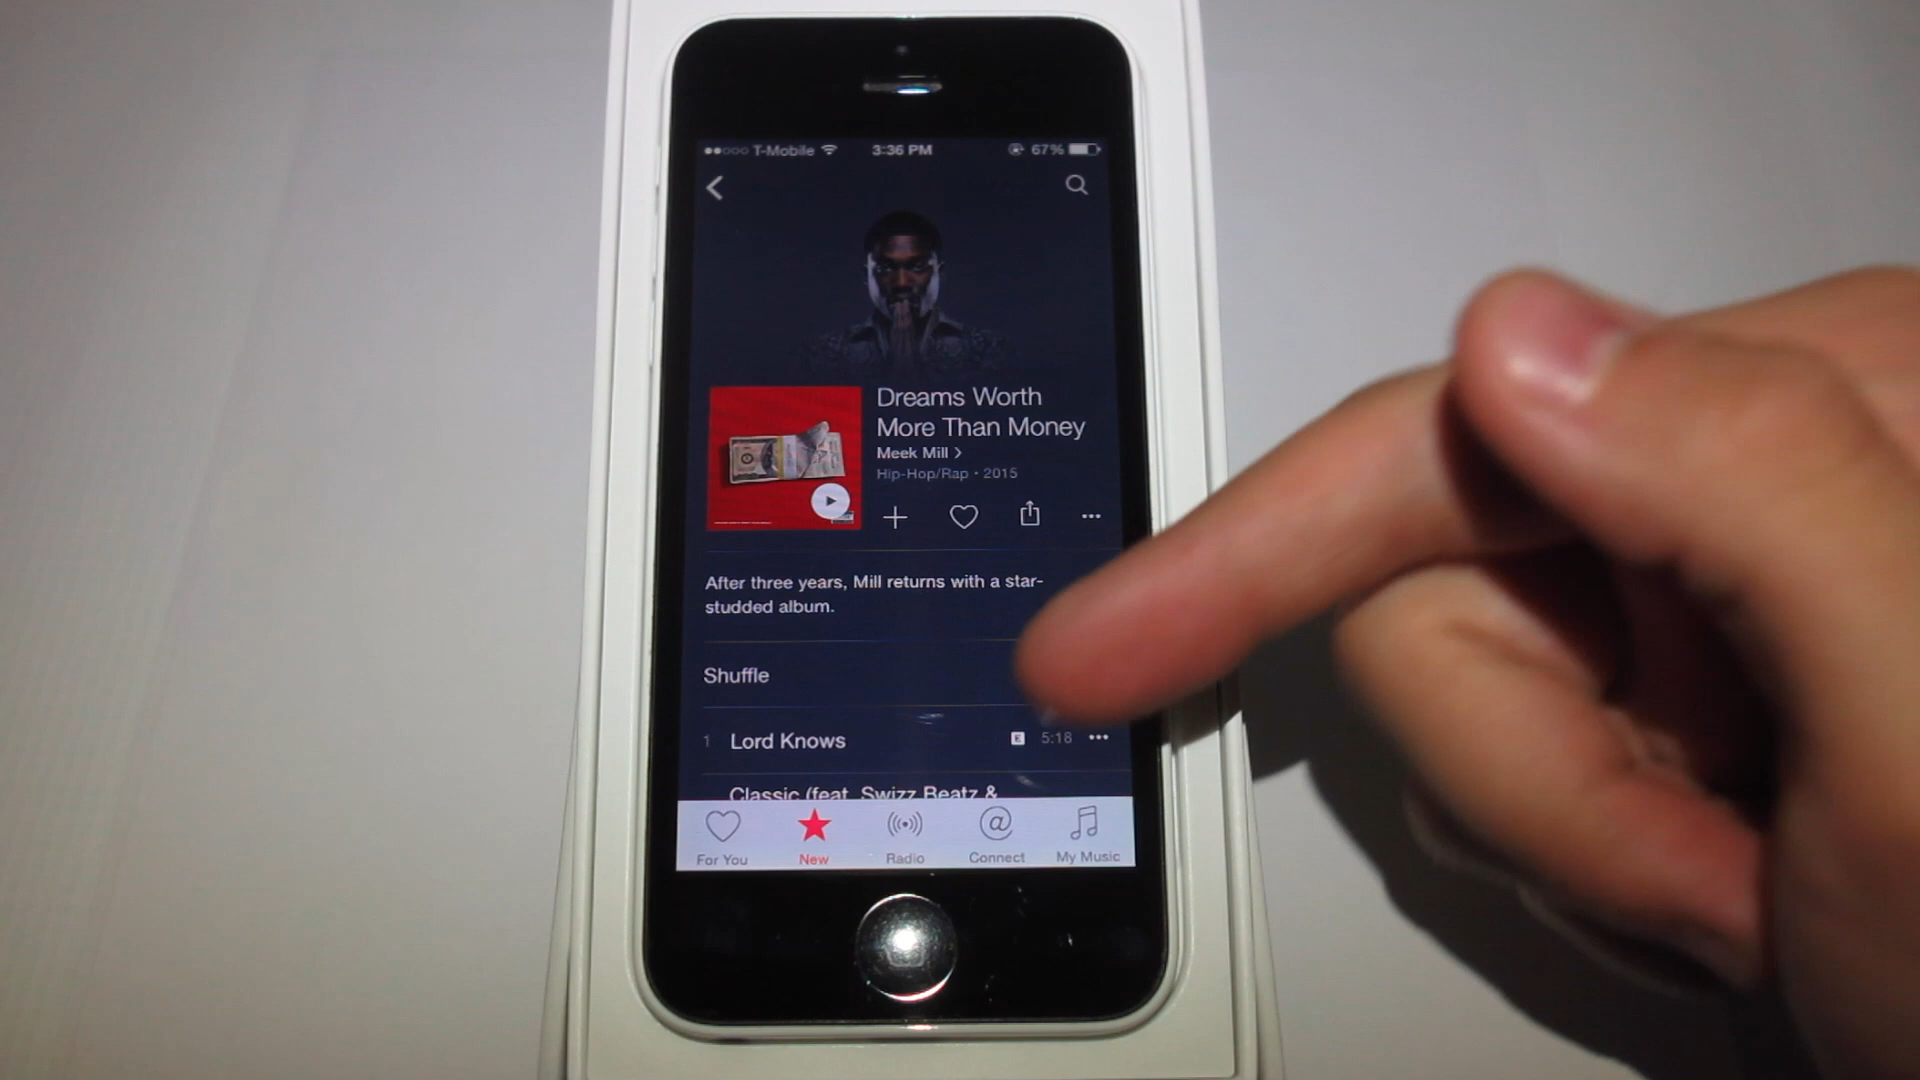 T-Mobile 3:36 PM 67%
Dreams Worth
More Than Money
Meek Mill >
Hip-Hop/Rap • 2015
After three years, Mill returns with a star-
studded album.
Shuffle
1 Lord Knows E 5:18
Classic (feat. Swizz Beatz &
For You New Radio Connect My Music